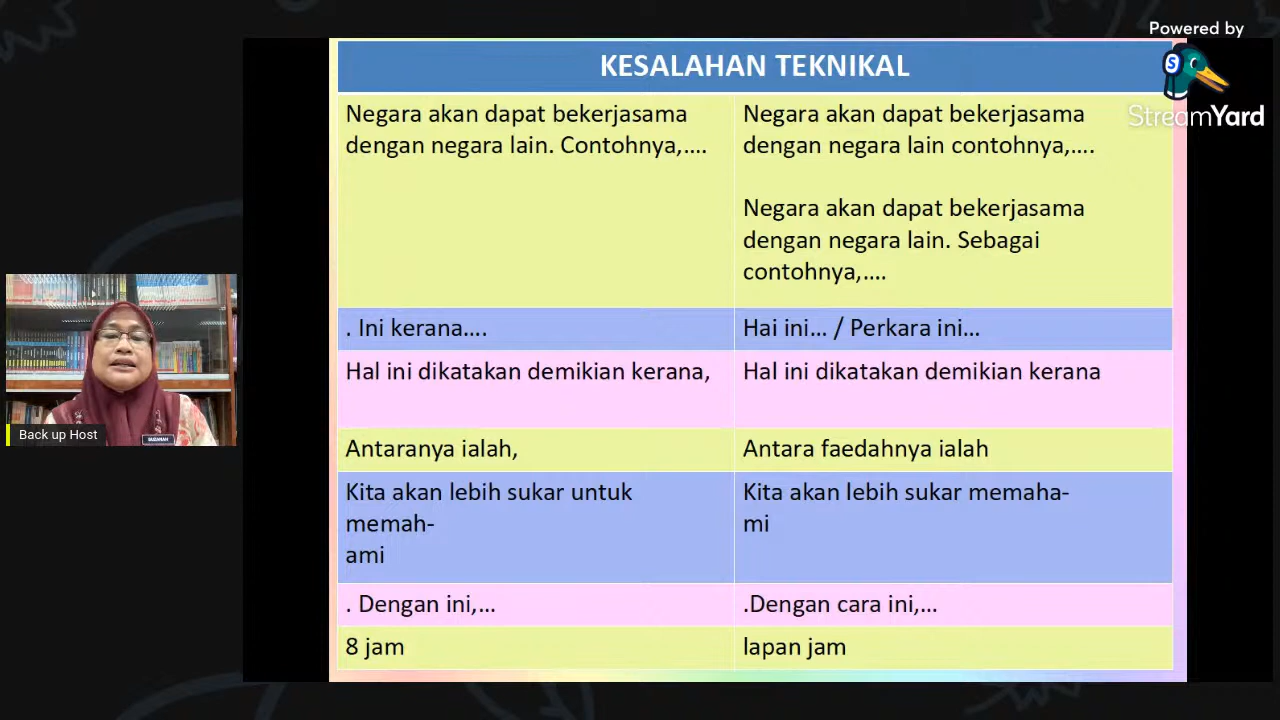 Powered by
StreamYard
KESALAHAN TEKNIKAL
Negara akan dapat bekerjasama
dengan negara lain. Contohnya,....
Negara akan dapat bekerjasama
dengan negara lain contohnya,....
Negara akan dapat bekerjasama
dengan negara lain. Sebagai
contohnya,....
. Ini kerana....
Hai ini... / Perkara ini...
Hal ini dikatakan demikian kerana,
Hal ini dikatakan demikian kerana
Antaranya ialah,
Antara faedahnya ialah
Kita akan lebih sukar untuk
memah-
ami
Kita akan lebih sukar memaha-
mi
. Dengan ini,...
.Dengan cara ini,...
8 jam
lapan jam
Back up Host